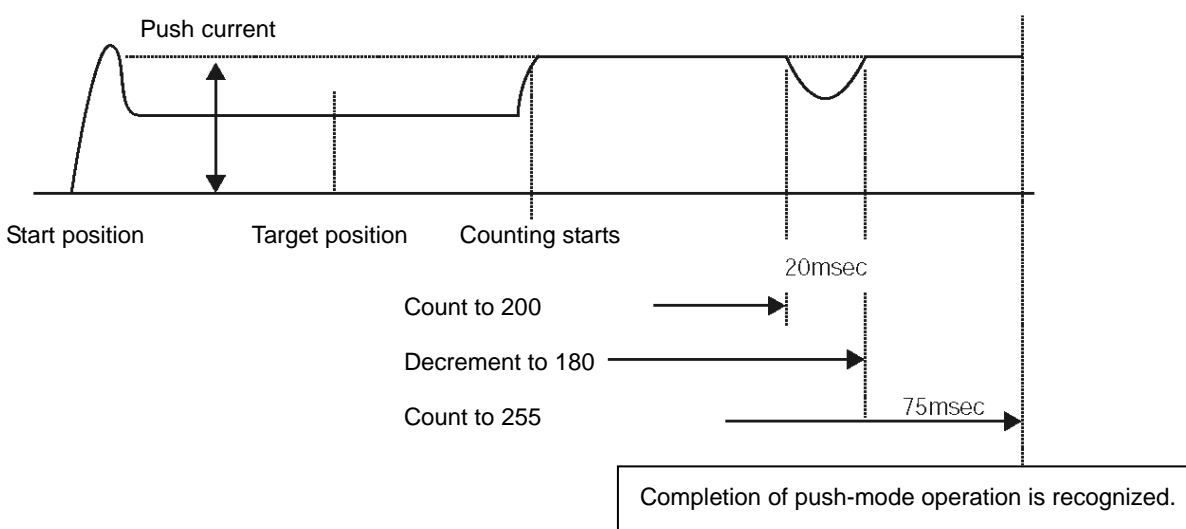 Push current
Start position
Target position
Counting starts
20msec
Count to 200
Decrement to 180
Count to 255
75msec
Completion of push-mode operation is recognized.